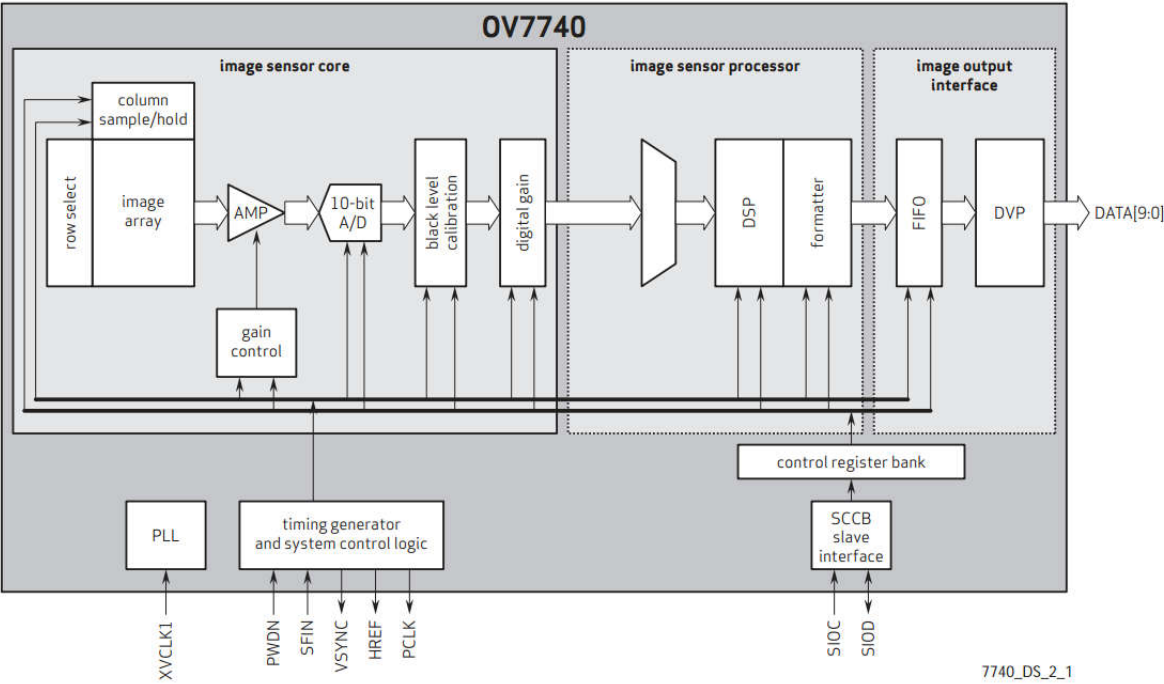 OV7740
image sensor core
image sensor processor
image output
interface
column
sample/hold
row select
image
array
AMP
10-bit
A/D
black level
calibration
digital gain
DSP
formatter
FIFO
DVP
DATA[9:0]
gain
control
control register bank
PLL
timing generator
and system control logic
SCCB
slave
interface
XVCLK1
PWDN
SFIN
VSYNC
HREF
PCLK
SIOC
SIOD
7740_DS_2_1